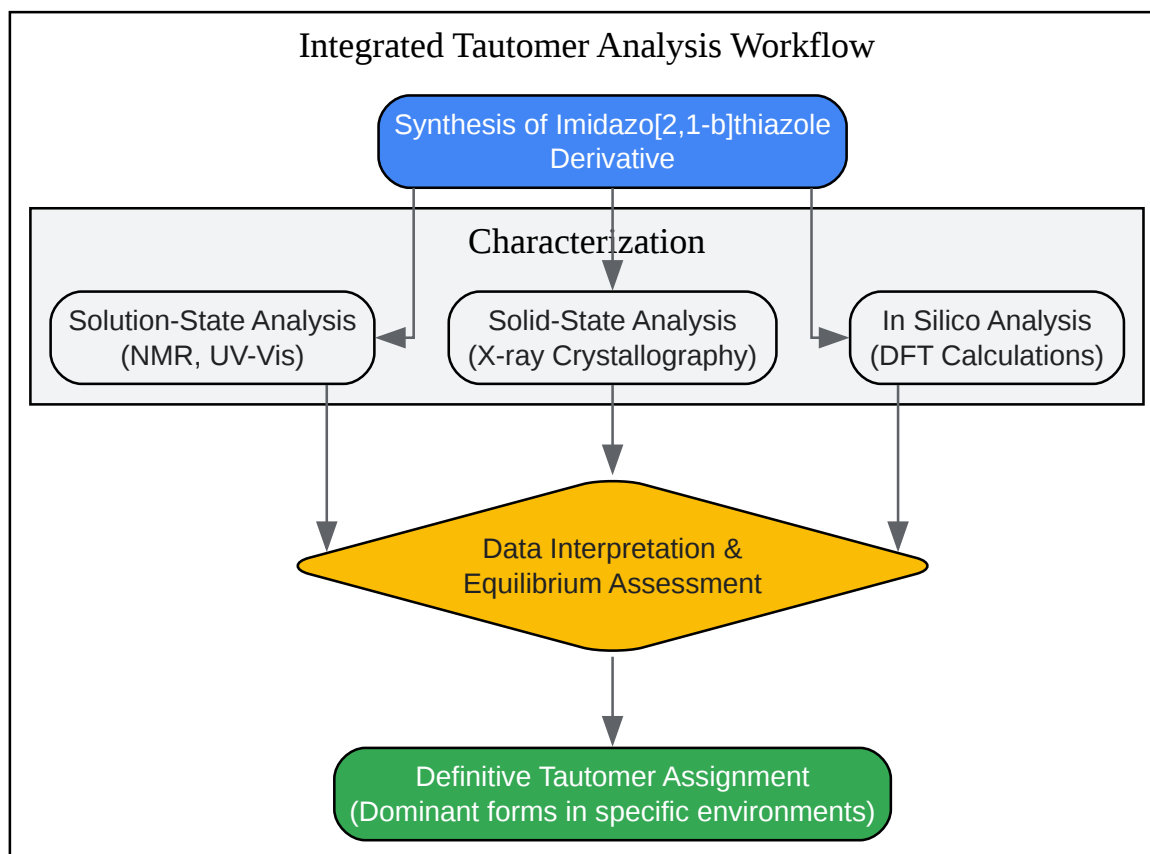 Integrated Tautomer Analysis Workflow
Synthesis of Imidazo[2,1-b]thiazole
Derivative
Characterization
Solution-State Analysis
(NMR, UV-Vis)
Solid-State Analysis
(X-ray Crystallography)
In Silico Analysis
(DFT Calculations)
Data Interpretation &
Equilibrium Assessment
Definitive Tautomer Assignment
(Dominant forms in specific environments)